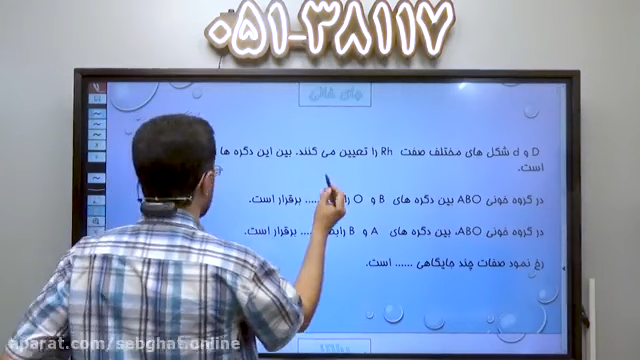 ۰۵۱-۳۸۱۱۷
جای خالی
D و d شکل های مختلف صفت Rh را تعیین می کنند. بین این دگره ها
است.
در گروه خونی ABO بین دگره های B و O ..... برقرار است.
در گروه خونی ABO، بین دگره های A و B ..... برقرار است.
رخ نمود صفات چند جایگاهی ...... است.
aparat.com/sebghat.online